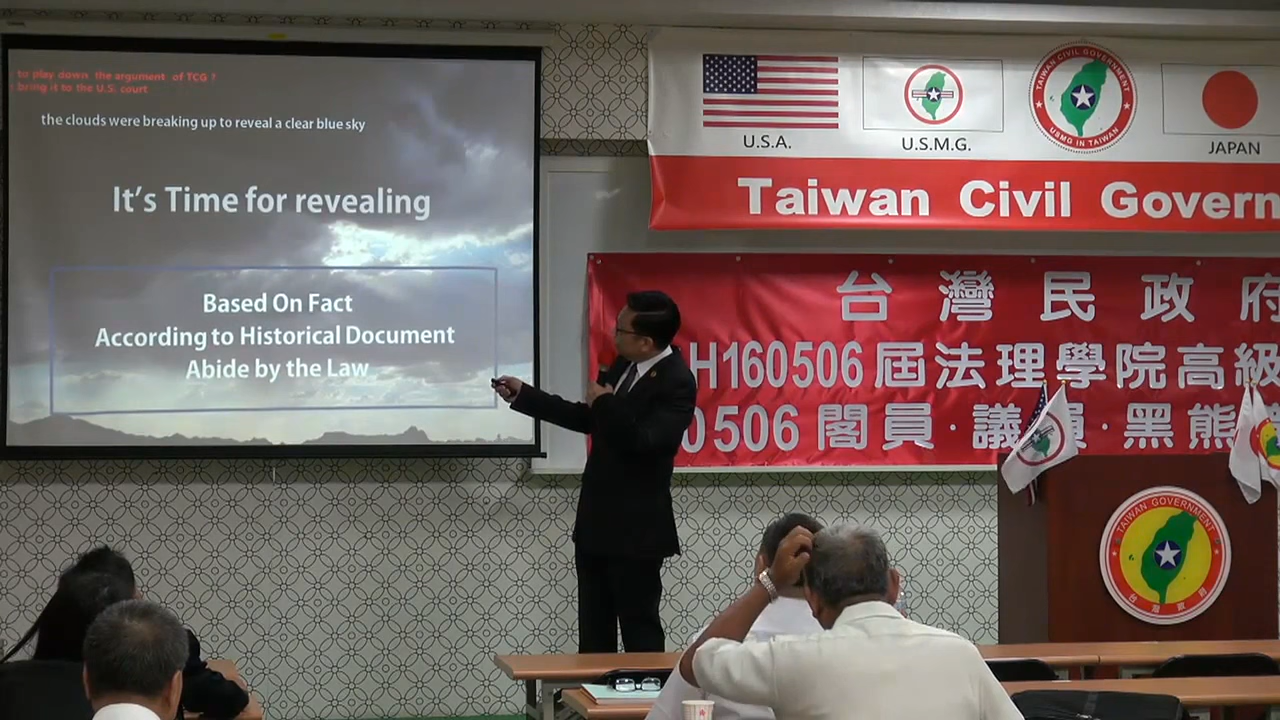 to play down the argument of TCG ?
I bring it to the U.S. court
the clouds were breaking up to reveal a clear blue sky
It's Time for revealing
Based On Fact
According to Historical Document
Abide by the Law
U.S.A.
U.S.M.G.
TAIWAN CIVIL GOVERNMENT
USMG IN TAIWAN
JAPAN
Taiwan Civil Govern
台灣民政府
H160506屆法理學院高級
0506閣員·議員·黑熊
TAIWAN GOVERNMENT
台灣政府